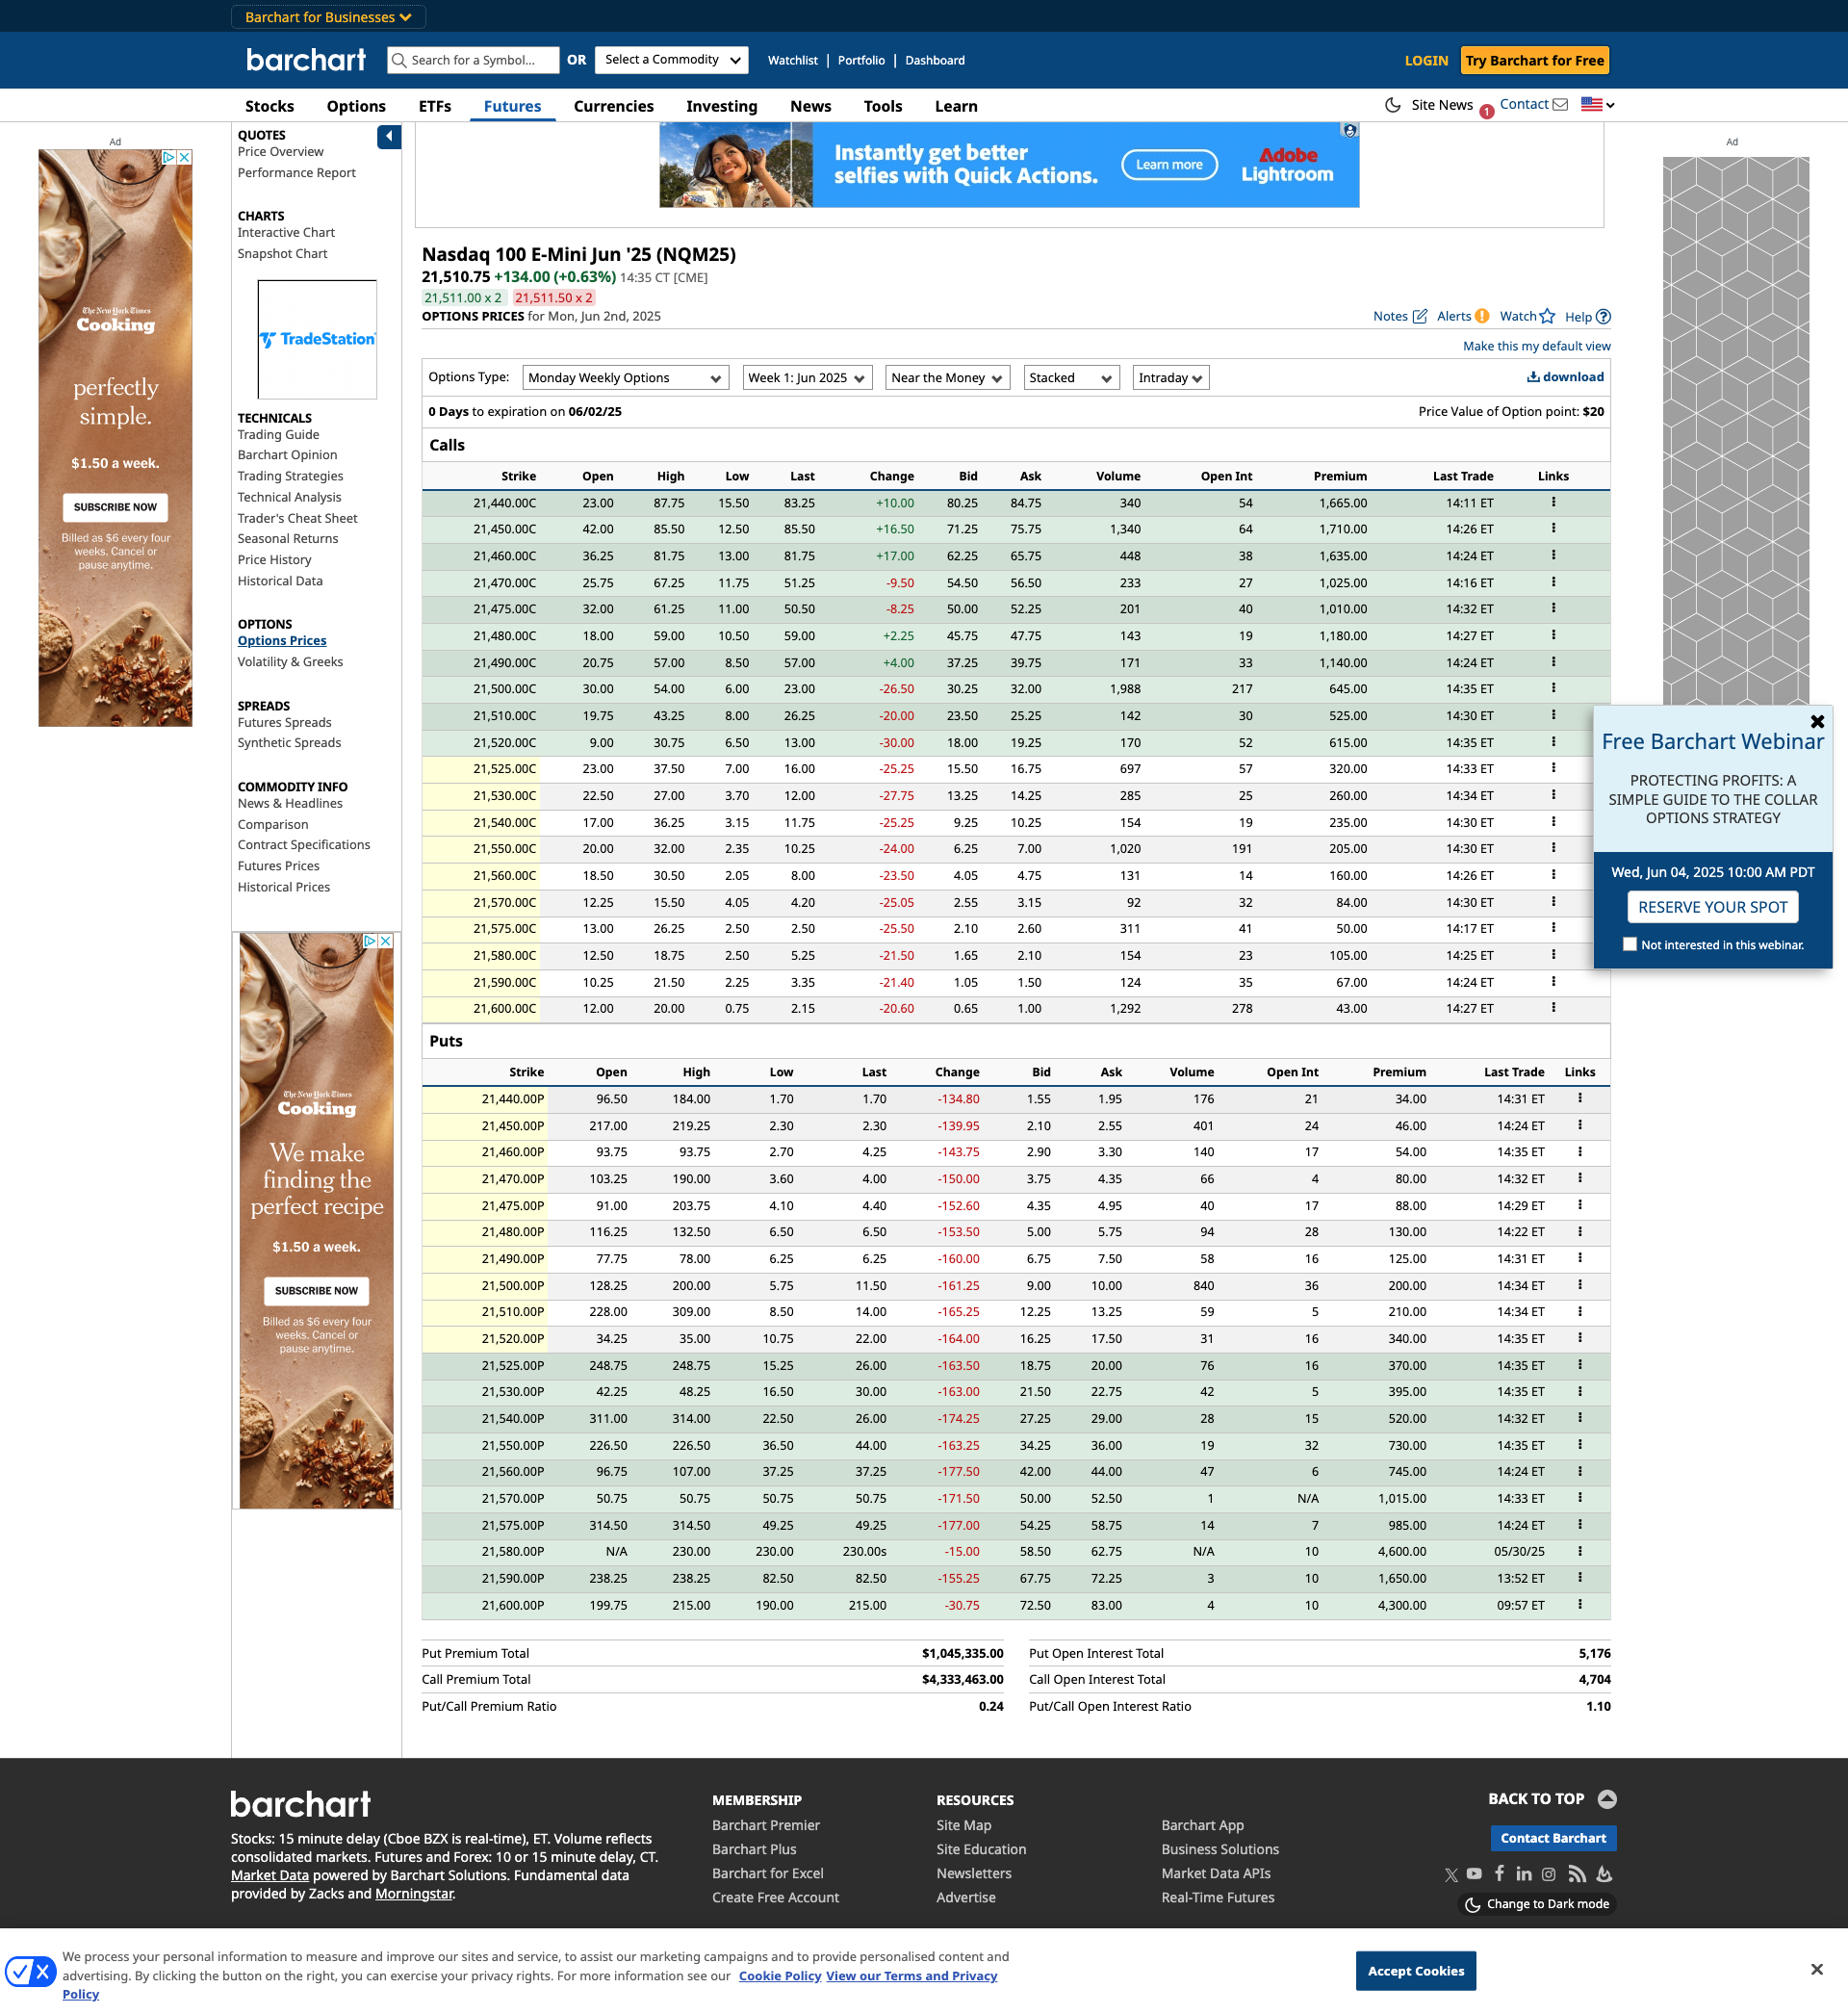 Barchart for Businesses
barchart
Search for a Symbol...
OR
Select a Commodity
Watchlist | Portfolio | Dashboard
LOGIN
Try Barchart for Free
Stocks Options ETFs Futures Currencies Investing News Tools Learn
Site News 1 Contact
Ad
The New York Times
Cooking
perfectly
simple.
$1.50 a week.
SUBSCRIBE NOW
Billed as $6 every four
weeks. Cancel or
pause anytime.
QUOTES
Price Overview
Performance Report
CHARTS
Interactive Chart
Snapshot Chart
TradeStation
TECHNICALS
Trading Guide
Barchart Opinion
Trading Strategies
Technical Analysis
Trader's Cheat Sheet
Seasonal Returns
Price History
Historical Data
OPTIONS
Options Prices
Volatility & Greeks
SPREADS
Futures Spreads
Synthetic Spreads
COMMODITY INFO
News & Headlines
Comparison
Contract Specifications
Futures Prices
Historical Prices
The New York Times
Cooking
We make
finding the
perfect recipe
$1.50 a week.
SUBSCRIBE NOW
Billed as $6 every four
weeks. Cancel or
pause anytime.
Instantly get better
selfies with Quick Actions.
Learn more
Adobe
Lightroom
Ad
Nasdaq 100 E-Mini Jun '25 (NQM25)
21,510.75 +134.00 (+0.63%) 14:35 CT [CME]
21,511.00 x 2 21,511.50 x 2
OPTIONS PRICES for Mon, Jun 2nd, 2025
Notes Alerts Watch Help
Make this my default view
Options Type: Monday Weekly Options Week 1: Jun 2025 Near the Money Stacked Intraday download
0 Days to expiration on 06/02/25 Price Value of Option point: $20
Calls
Strike Open High Low Last Change Bid Ask Volume Open Int Premium Last Trade Links
21,440.00C 23.00 87.75 15.50 83.25 +10.00 80.25 84.75 340 54 1,665.00 14:11 ET
21,450.00C 42.00 85.50 12.50 85.50 +16.50 71.25 75.75 1,340 64 1,710.00 14:26 ET
21,460.00C 36.25 81.75 13.00 81.75 +17.00 62.25 65.75 448 38 1,635.00 14:24 ET
21,470.00C 25.75 67.25 11.75 51.25 -9.50 54.50 56.50 233 27 1,025.00 14:16 ET
21,475.00C 32.00 61.25 11.00 50.50 -8.25 50.00 52.25 201 40 1,010.00 14:32 ET
21,480.00C 18.00 59.00 10.50 59.00 +2.25 45.75 47.75 143 19 1,180.00 14:27 ET
21,490.00C 20.75 57.00 8.50 57.00 +4.00 37.25 39.75 171 33 1,140.00 14:24 ET
21,500.00C 30.00 54.00 6.00 23.00 -26.50 30.25 32.00 1,988 217 645.00 14:35 ET
21,510.00C 19.75 43.25 8.00 26.25 -20.00 23.50 25.25 142 30 525.00 14:30 ET
21,520.00C 9.00 30.75 6.50 13.00 -30.00 18.00 19.25 170 52 615.00 14:35 ET
21,525.00C 23.00 37.50 7.00 16.00 -25.25 15.50 16.75 697 57 320.00 14:33 ET
21,530.00C 22.50 27.00 3.70 12.00 -27.75 13.25 14.25 285 25 260.00 14:34 ET
21,540.00C 17.00 36.25 3.15 11.75 -25.25 9.25 10.25 154 19 235.00 14:30 ET
21,550.00C 20.00 32.00 2.35 10.25 -24.00 6.25 7.00 1,020 191 205.00 14:30 ET
21,560.00C 18.50 30.50 2.05 8.00 -23.50 4.05 4.75 131 14 160.00 14:26 ET
21,570.00C 12.25 15.50 4.05 4.20 -25.05 2.55 3.15 92 32 84.00 14:30 ET
21,575.00C 13.00 26.25 2.50 2.50 -25.50 2.10 2.60 311 41 50.00 14:17 ET
21,580.00C 12.50 18.75 2.50 5.25 -21.50 1.65 2.10 154 23 105.00 14:25 ET
21,590.00C 10.25 21.50 2.25 3.35 -21.40 1.05 1.50 124 35 67.00 14:24 ET
21,600.00C 12.00 20.00 0.75 2.15 -20.60 0.65 1.00 1,292 278 43.00 14:27 ET
Puts
Strike Open High Low Last Change Bid Ask Volume Open Int Premium Last Trade Links
21,440.00P 96.50 184.00 1.70 1.70 -134.80 1.55 1.95 176 21 34.00 14:31 ET
21,450.00P 217.00 219.25 2.30 2.30 -139.95 2.10 2.55 401 24 46.00 14:24 ET
21,460.00P 93.75 93.75 2.70 4.25 -143.75 2.90 3.30 140 17 54.00 14:35 ET
21,470.00P 103.25 190.00 3.60 4.00 -150.00 3.75 4.35 66 4 80.00 14:32 ET
21,475.00P 91.00 203.75 4.10 4.40 -152.60 4.35 4.95 40 17 88.00 14:29 ET
21,480.00P 116.25 132.50 6.50 6.50 -153.50 5.00 5.75 94 28 130.00 14:22 ET
21,490.00P 77.75 78.00 6.25 6.25 -160.00 6.75 7.50 58 16 125.00 14:31 ET
21,500.00P 128.25 200.00 5.75 11.50 -161.25 9.00 10.00 840 36 200.00 14:34 ET
21,510.00P 228.00 309.00 8.50 14.00 -165.25 12.25 13.25 59 5 210.00 14:34 ET
21,520.00P 34.25 35.00 10.75 22.00 -164.00 16.25 17.50 31 16 340.00 14:35 ET
21,525.00P 248.75 248.75 15.25 26.00 -163.50 18.75 20.00 76 16 370.00 14:35 ET
21,530.00P 42.25 48.25 16.50 30.00 -163.00 21.50 22.75 42 5 395.00 14:35 ET
21,540.00P 311.00 314.00 22.50 26.00 -174.25 27.25 29.00 28 15 520.00 14:32 ET
21,550.00P 226.50 226.50 36.50 44.00 -163.25 34.25 36.00 19 32 730.00 14:35 ET
21,560.00P 96.75 107.00 37.25 37.25 -177.50 42.00 44.00 47 6 745.00 14:24 ET
21,570.00P 50.75 50.75 50.75 50.75 -171.50 50.00 52.50 1 N/A 1,015.00 14:33 ET
21,575.00P 314.50 314.50 49.25 49.25 -177.00 54.25 58.75 14 7 985.00 14:24 ET
21,580.00P N/A 230.00 230.00 230.00s -15.00 58.50 62.75 N/A 10 4,600.00 05/30/25
21,590.00P 238.25 238.25 82.50 82.50 -155.25 67.75 72.25 3 10 1,650.00 13:52 ET
21,600.00P 199.75 215.00 190.00 215.00 -30.75 72.50 83.00 4 10 4,300.00 09:57 ET
Put Premium Total $1,045,335.00 Put Open Interest Total 5,176
Call Premium Total $4,333,463.00 Call Open Interest Total 4,704
Put/Call Premium Ratio 0.24 Put/Call Open Interest Ratio 1.10
Free Barchart Webinar
PROTECTING PROFITS: A
SIMPLE GUIDE TO THE COLLAR
OPTIONS STRATEGY
Wed, Jun 04, 2025 10:00 AM PDT
RESERVE YOUR SPOT
Not interested in this webinar.
barchart
Stocks: 15 minute delay (Cboe BZX is real-time), ET. Volume reflects
consolidated markets. Futures and Forex: 10 or 15 minute delay, CT.
Market Data powered by Barchart Solutions. Fundamental data
provided by Zacks and Morningstar.
MEMBERSHIP
Barchart Premier
Barchart Plus
Barchart for Excel
Create Free Account
RESOURCES
Site Map
Site Education
Newsletters
Advertise
Barchart App
Business Solutions
Market Data APIs
Real-Time Futures
BACK TO TOP
Contact Barchart
Change to Dark mode
We process your personal information to measure and improve our sites and service, to assist our marketing campaigns and to provide personalised content and
advertising. By clicking the button on the right, you can exercise your privacy rights. For more information see our Cookie Policy View our Terms and Privacy
Policy
Accept Cookies